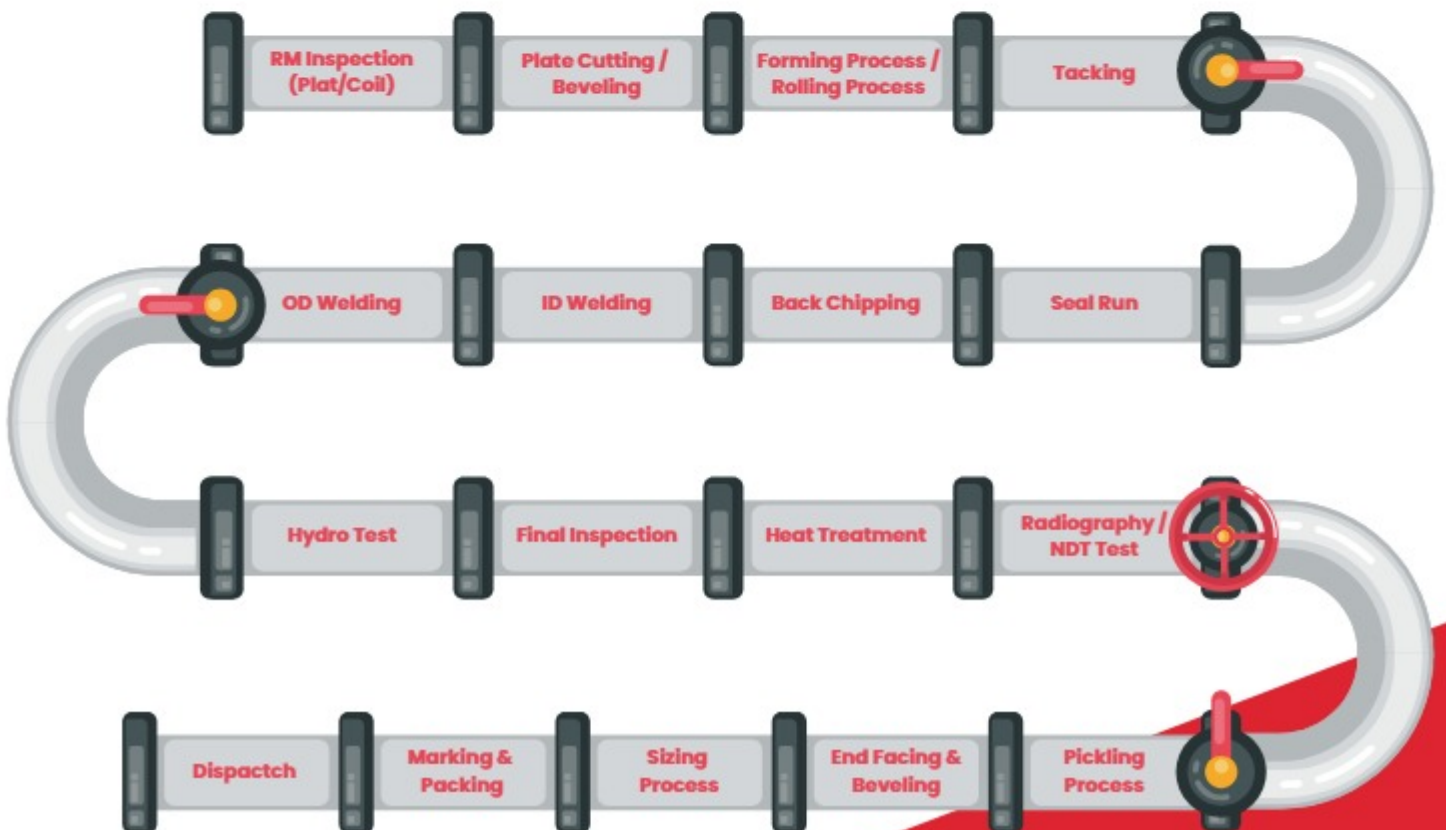 RM Inspection
(Plat/Coil)
Plate Cutting /
Beveling
Forming Process /
Rolling Process
Tacking
OD Welding
ID Welding
Back Chipping
Seal Run
Hydro Test
Final Inspection
Heat Treatment
Radiography /
NDT Test
Dispactch
Marking &
Packing
Sizing
Process
End Facing &
Beveling
Pickling
Process